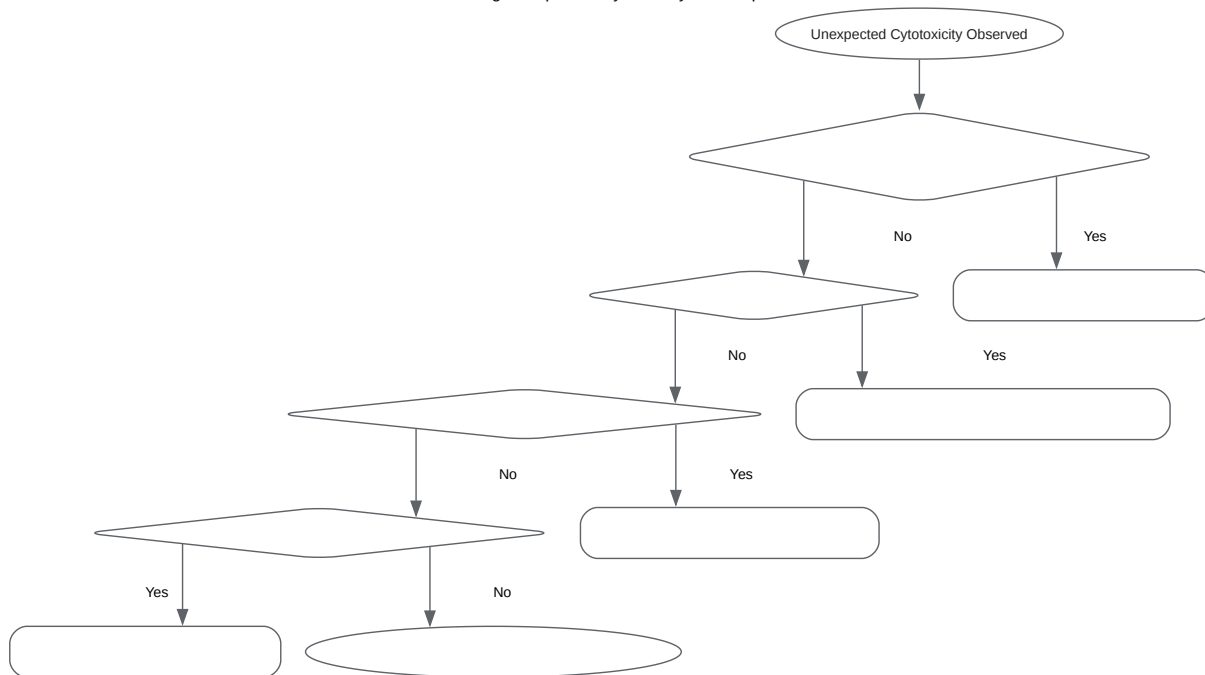 Unexpected Cytotoxicity Observed
No
Yes
No
Yes
No
Yes
Yes
No